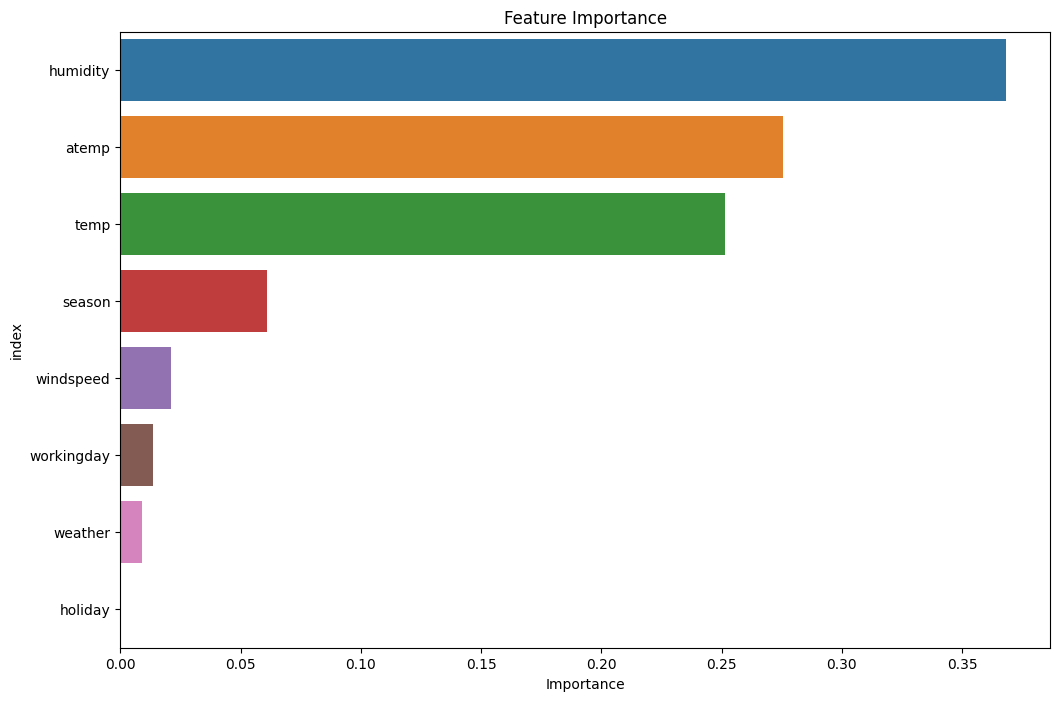 Feature Importance
humidity
atemp
temp
season
windspeed
workingday
weather
holiday
index
0.00 0.05 0.10 0.15 0.20 0.25 0.30 0.35
Importance